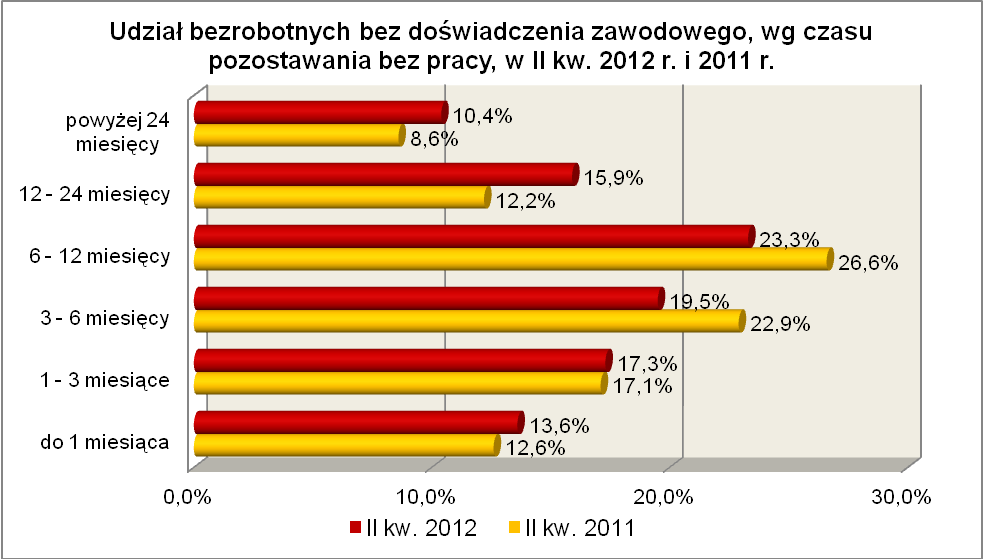 Udział bezrobotnych bez doświadczenia zawodowego, wg czasu
pozostawania bez pracy, w II kw. 2012 r. i 2011 r.
powyżej 24
miesięcy
10,4%
8,6%
12 - 24 miesięcy
15,9%
12,2%
6 - 12 miesięcy
23,3%
26,6%
3 - 6 miesięcy
19,5%
22,9%
1 - 3 miesiące
17,3%
17,1%
do 1 miesiąca
13,6%
12,6%
0,0% 10,0% 20,0% 30,0%
II kw. 2012 II kw. 2011